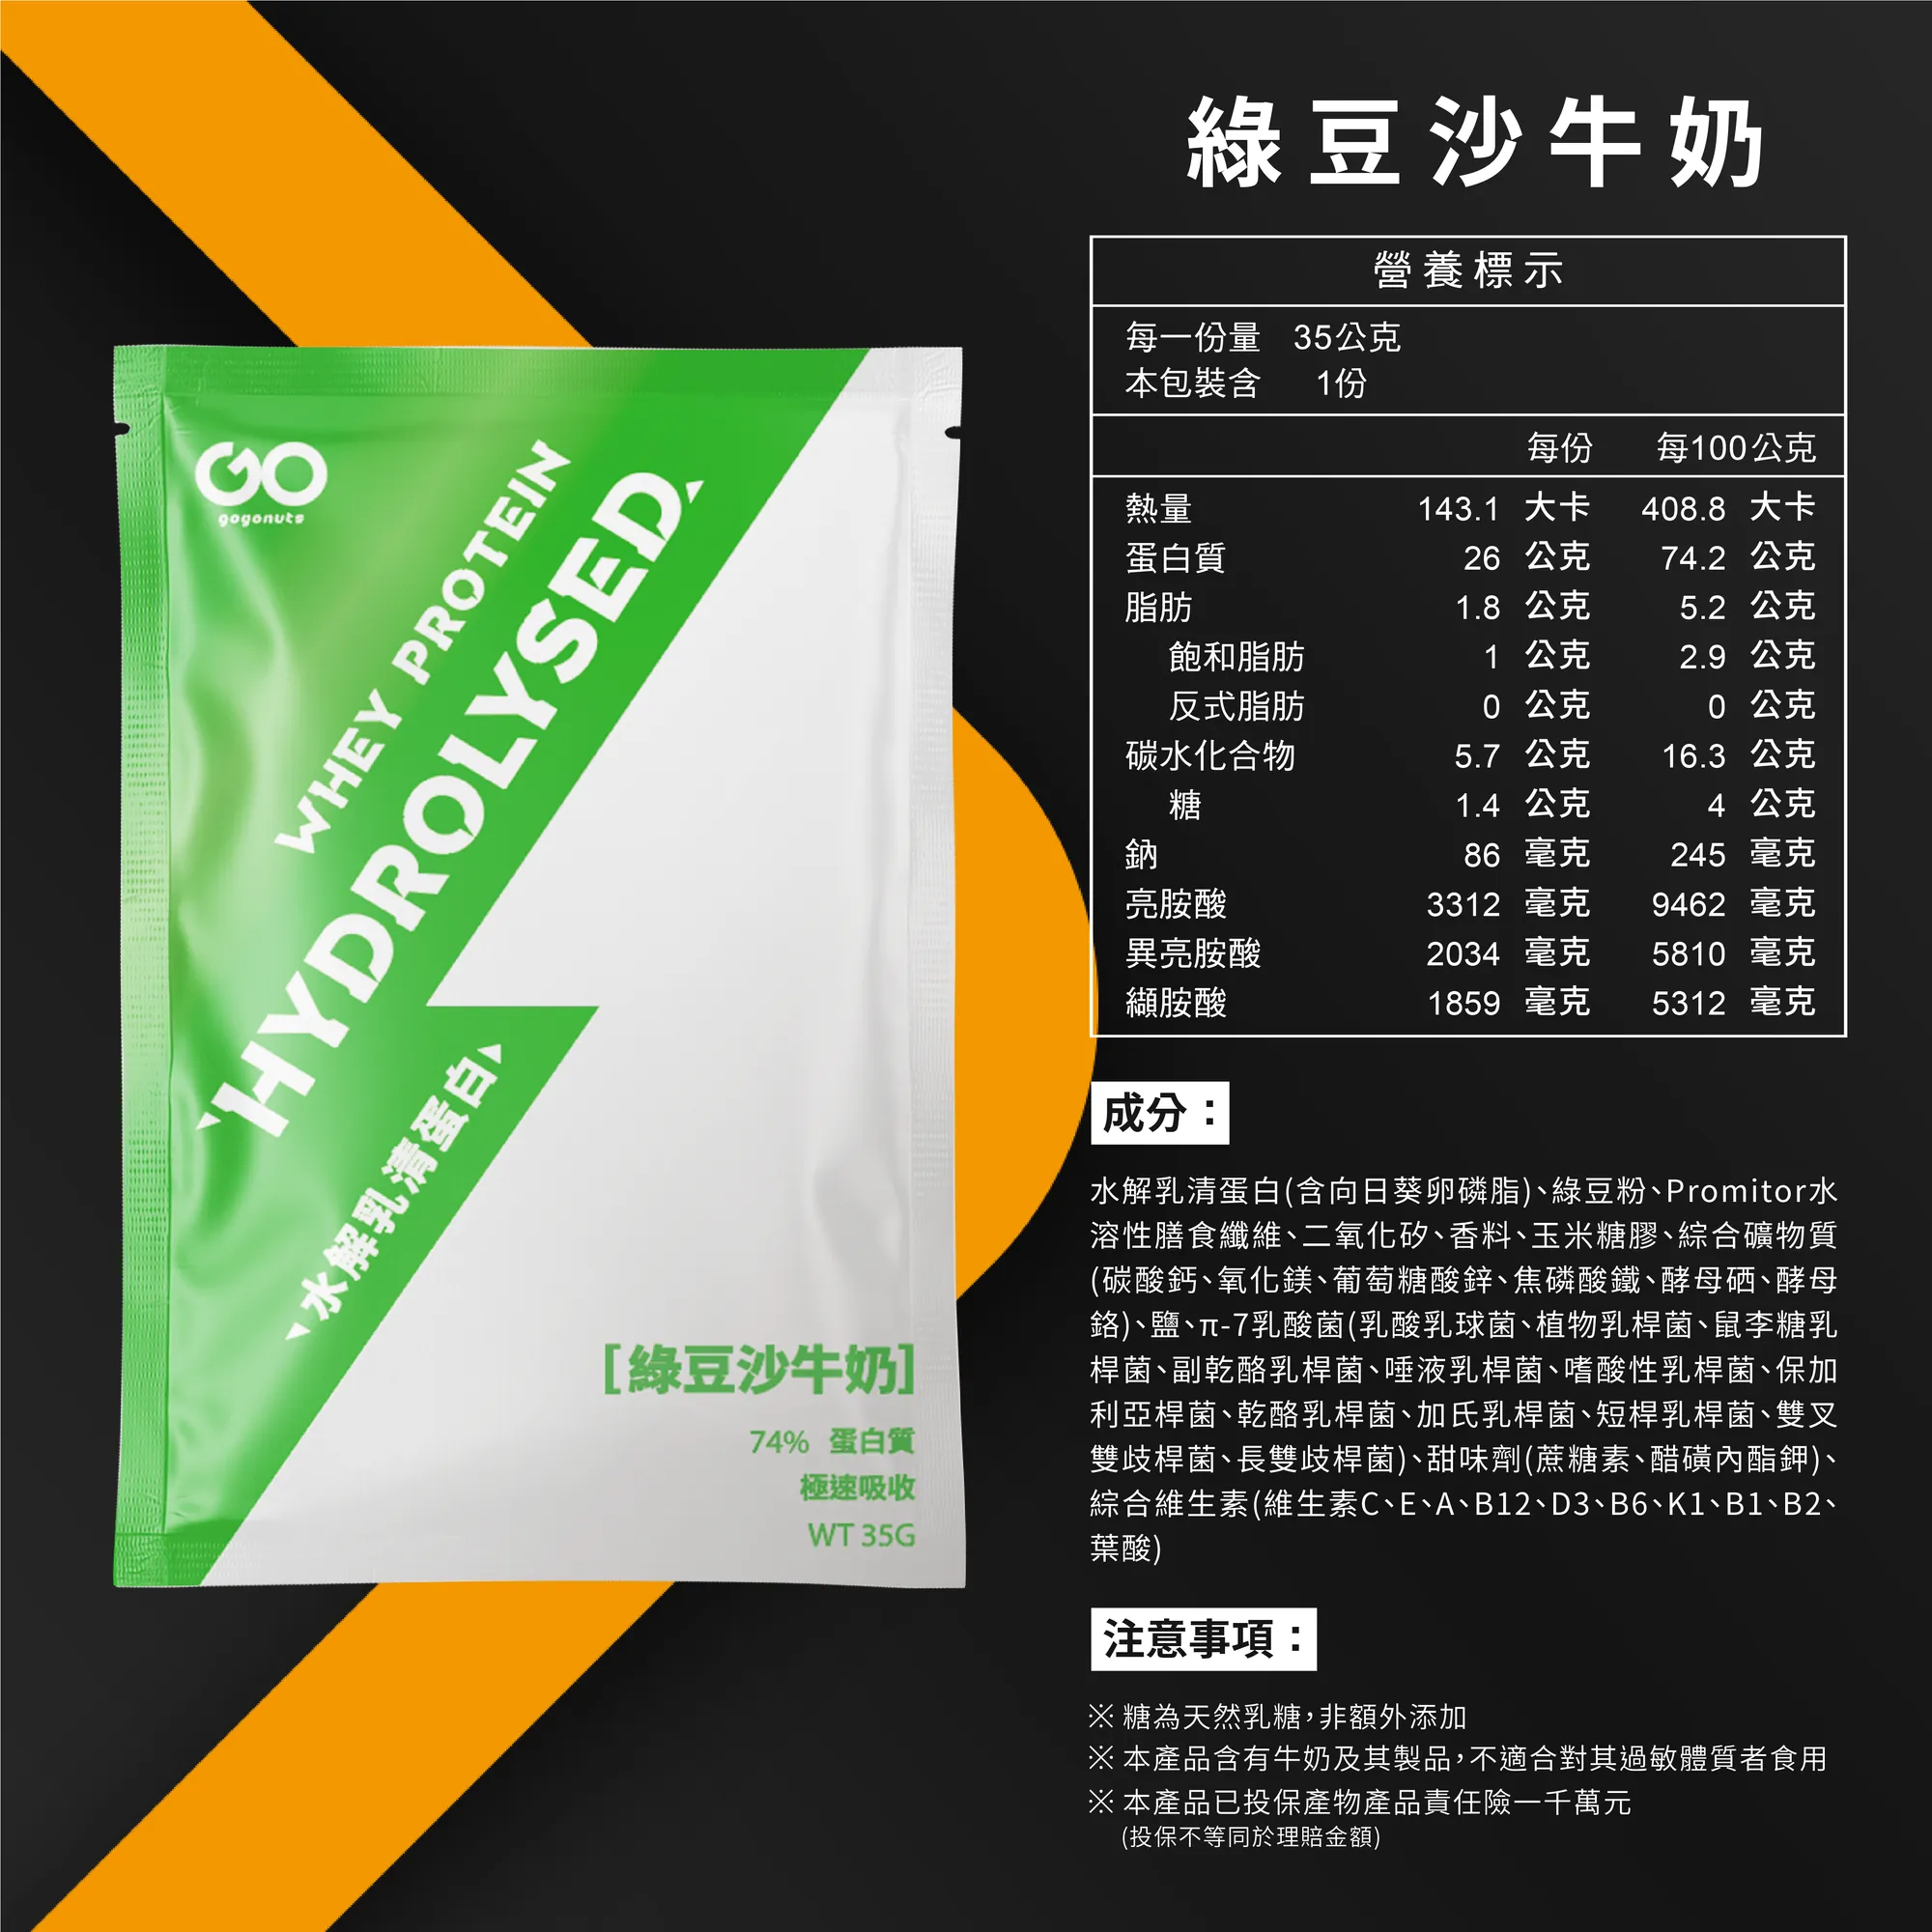 GO
gogonuts
WHEY PROTEIN
HYDROLYSED
水解乳清蛋白
[綠豆沙牛奶]
74% 蛋白質
極速吸收
WT 35G
綠豆沙牛奶
營養標示
每一份量 35公克
本包裝含 1份
每份 每100公克
熱量 143.1 大卡 408.8 大卡
蛋白質 26 公克 74.2 公克
脂肪 1.8 公克 5.2 公克
飽和脂肪 1 公克 2.9 公克
反式脂肪 0 公克 0 公克
碳水化合物 5.7 公克 16.3 公克
糖 1.4 公克 4 公克
鈉 86 毫克 245 毫克
亮胺酸 3312 毫克 9462 毫克
異亮胺酸 2034 毫克 5810 毫克
纈胺酸 1859 毫克 5312 毫克
成分：
水解乳清蛋白(含向日葵卵磷脂)、綠豆粉、Promitor水
溶性膳食纖維、二氧化矽、香料、玉米糖膠、綜合礦物質
(碳酸鈣、氧化鎂、葡萄糖酸鋅、焦磷酸鐵、酵母硒、酵母
鉻)、鹽、π-7乳酸菌(乳酸乳球菌、植物乳桿菌、鼠李糖乳
桿菌、副乾酪乳桿菌、唾液乳桿菌、嗜酸性乳桿菌、保加
利亞桿菌、乾酪乳桿菌、加氏乳桿菌、短桿乳桿菌、雙叉
雙歧桿菌、長雙歧桿菌)、甜味劑(蔗糖素、醋磺內酯鉀)、
綜合維生素(維生素C、E、A、B12、D3、B6、K1、B1、B2、
葉酸)
注意事項：
※ 糖為天然乳糖，非額外添加
※ 本產品含有牛奶及其製品，不適合對其過敏體質者食用
※ 本產品已投保產物產品責任險一千萬元
(投保不等同於理賠金額)